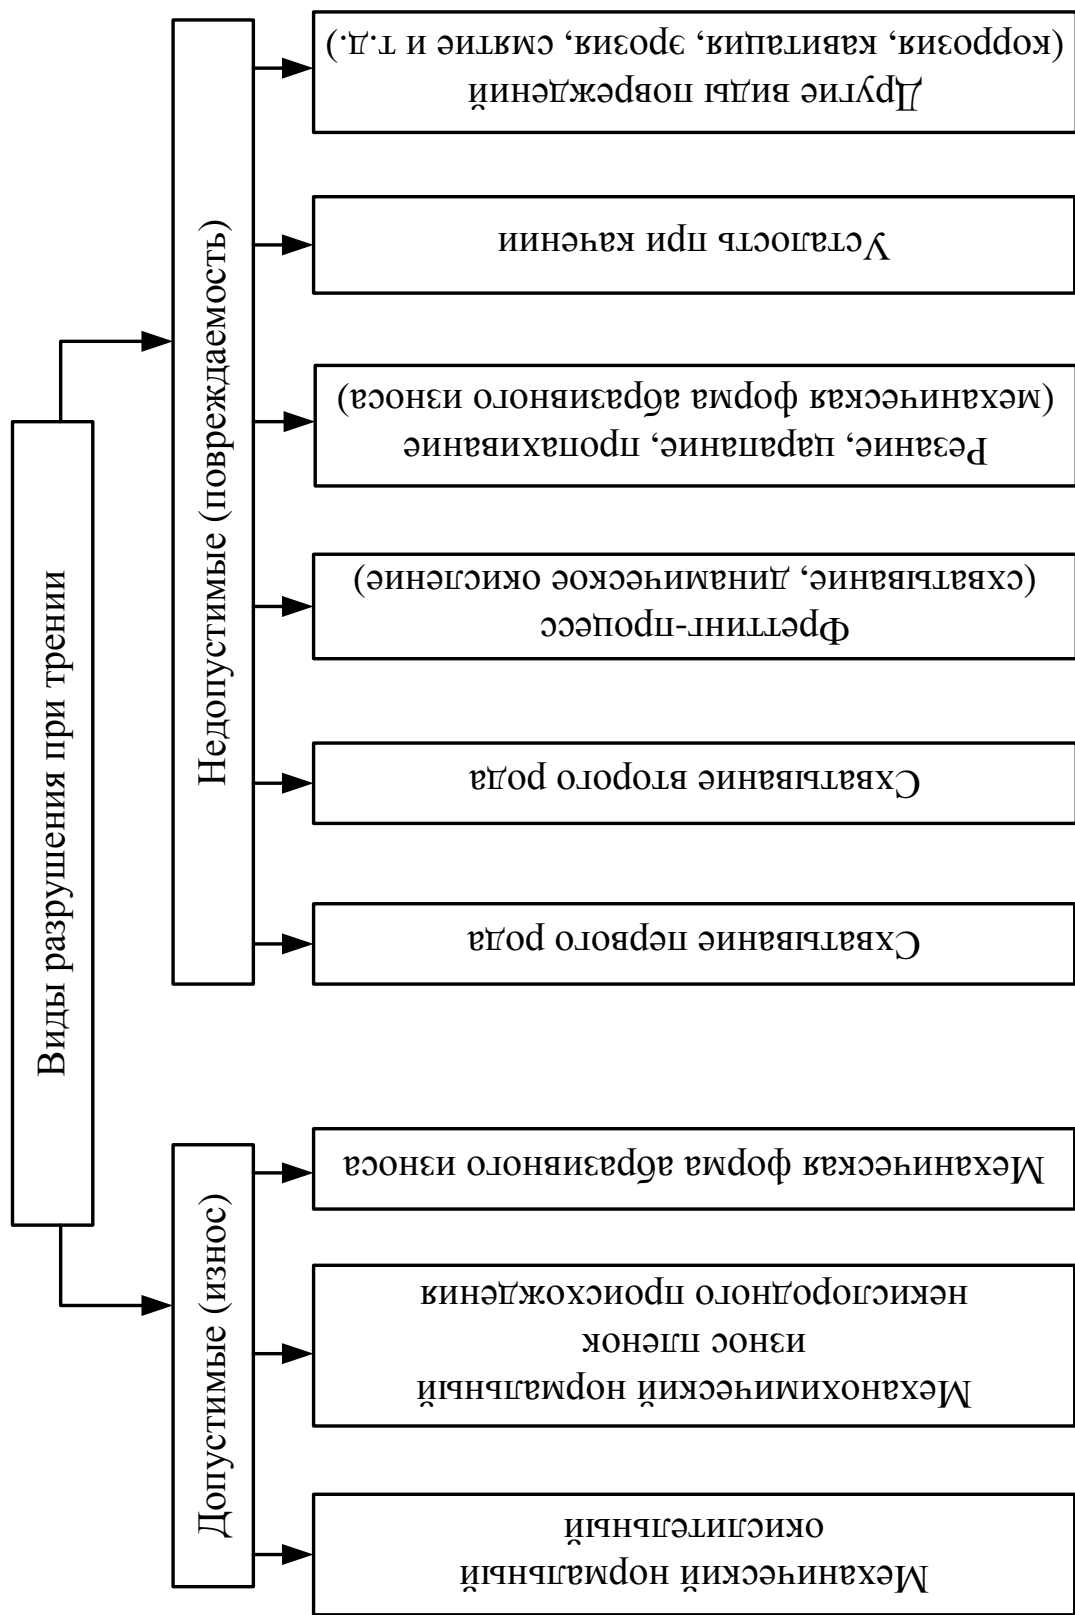 Виды разрушения при трении
Допустимые (износ)
Недопустимые (повреждаемость)
Механический нормальный
окислительный
Механохимический нормальный
износ пленок
некислородного происхождения
Механическая форма абразивного износа
Схватывание первого рода
Схватывание второго рода
Фреттинг-процесс
(схватывание, динамическое окисление)
Резание, царапание, пропахивание
(механическая форма абразивного износа)
Усталость при качении
Другие виды повреждений
(коррозия, кавитация, эрозия, смятие и т.д.)